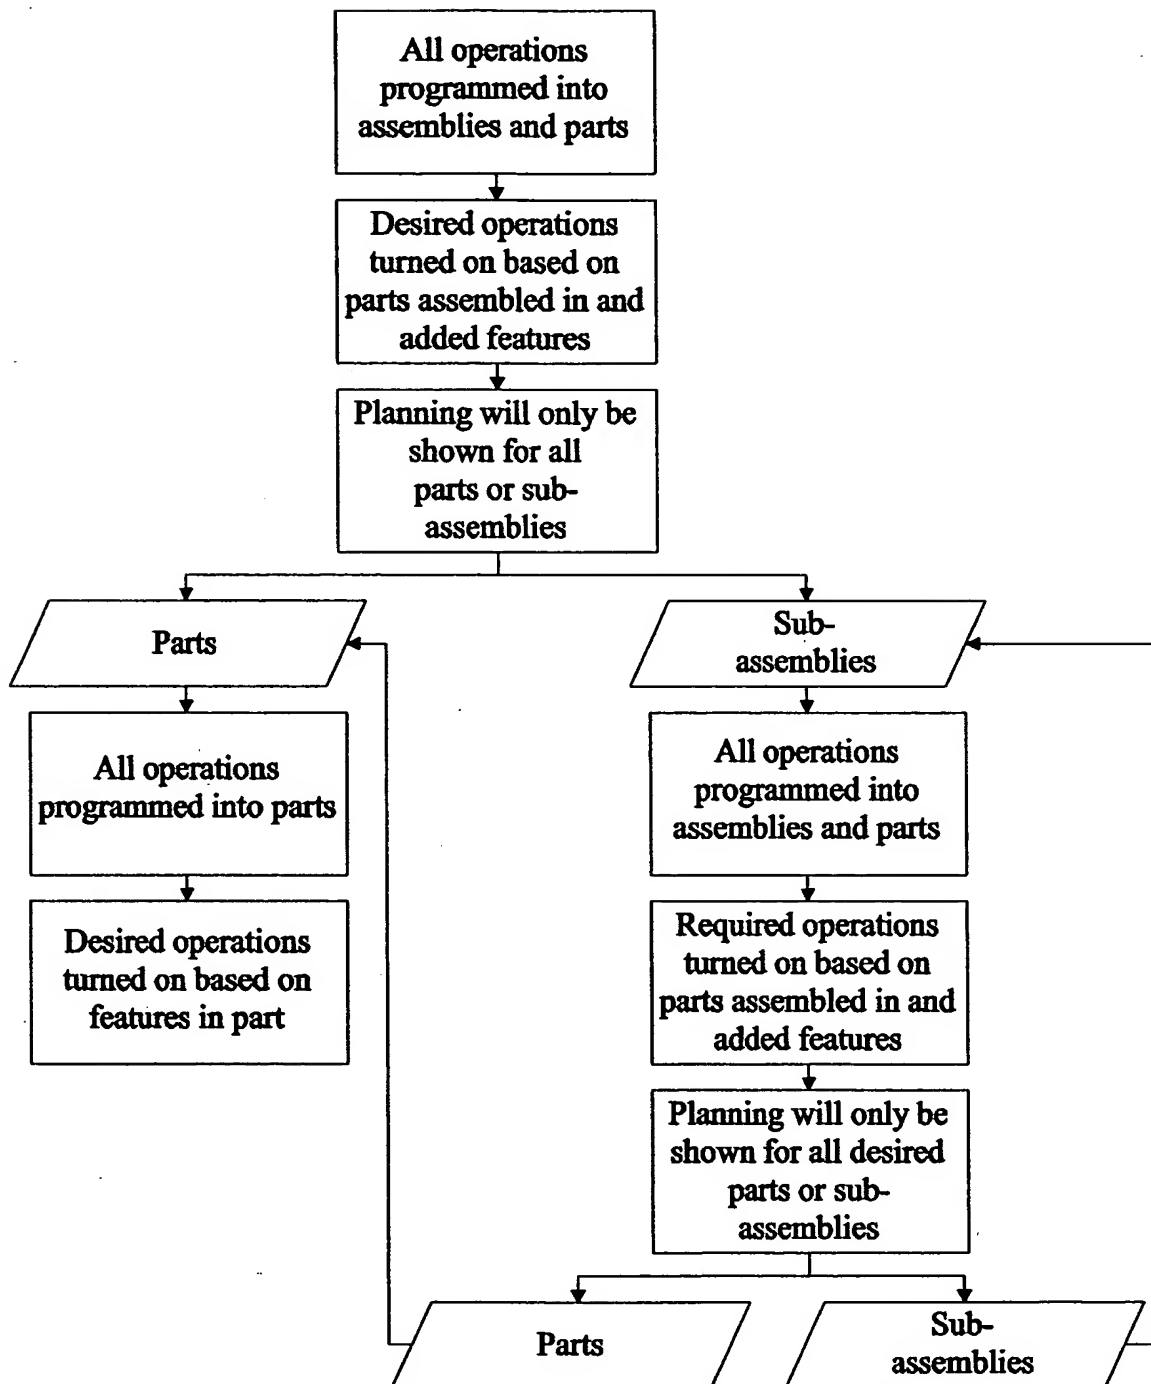 All operations
programmed into
assemblies and parts
Desired operations
turned on based on
parts assembled in and
added features
Planning will only be
shown for all
parts or sub-
assemblies
Parts
Sub-
assemblies
All operations
programmed into parts
Desired operations
turned on based on
features in part
All operations
programmed into
assemblies and parts
Required operations
turned on based on
parts assembled in and
added features
Planning will only be
shown for all desired
parts or sub-
assemblies
Parts
Sub-
assemblies